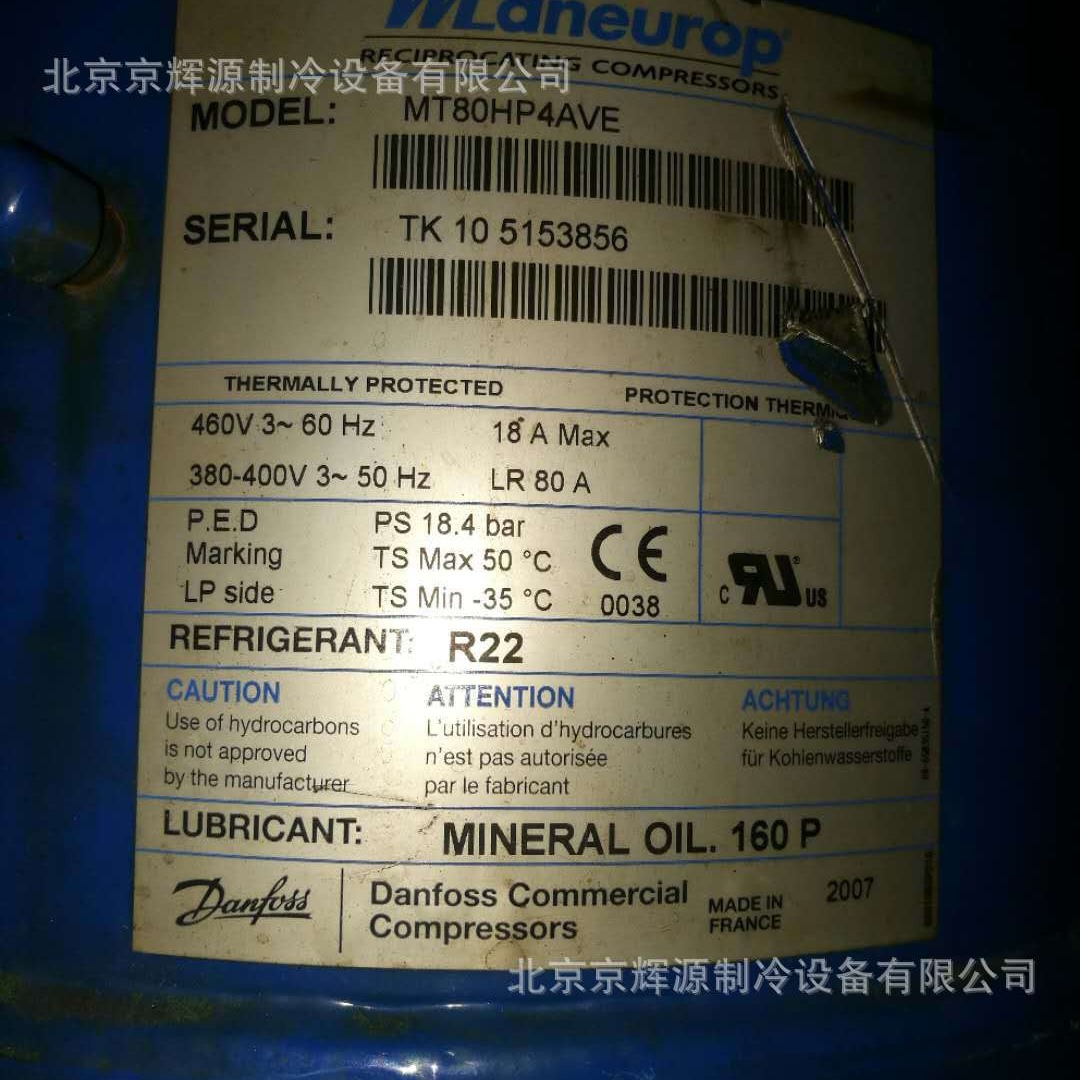 Maneurop
RECIPROCATING COMPRESSORS
北京京辉源制冷设备有限公司
MODEL: MT80HP4AVE
SERIAL: TK 10 5153856
THERMALLY PROTECTED PROTECTION
460V 3~ 60 Hz 18 A Max
380-400V 3~ 50 Hz LR 80 A
P.E.D PS 18.4 bar
Marking TS Max 50 °C CE
LP side TS Min -35 °C 0038 c RU US
REFRIGERANT: R22
CAUTION ATTENTION ACHTUNG
Use of hydrocarbons L'utilisation d'hydrocarbures Keine Herstellerfreigabe
is not approved n'est pas autorisée für Kohlenwasserstoffe
by the manufacturer par le fabricant
LUBRICANT: MINERAL OIL. 160 P
Danfoss Danfoss Commercial MADE IN 2007
Compressors FRANCE
北京京辉源制冷设备有限公司